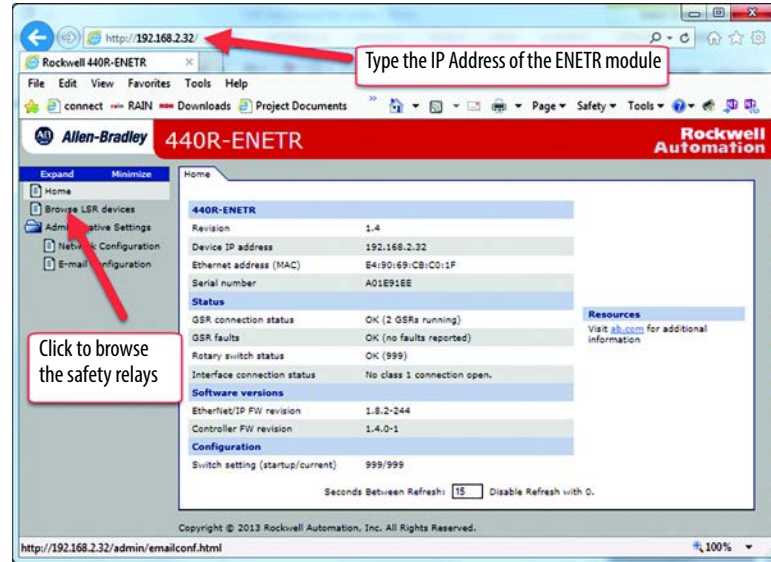 http://192.168.2.32/
Type the IP Address of the ENETR module
Rockwell 440R-ENETR
File Edit View Favorites Tools Help
connect RAIN Downloads Project Documents » Page Safety Tools
Allen-Bradley 440R-ENETR Rockwell Automation
Expand Minimize
Home
Browse LSR devices
Administrative Settings
Network Configuration
E-mail Configuration
Click to browse
the safety relays
Home
440R-ENETR
Revision 1.4
Device IP address 192.168.2.32
Ethernet address (MAC) E4:90:69:CB:C0:1F
Serial number A01E91EE
Status
GSR connection status OK (2 GSRs running)
GSR faults OK (no faults reported)
Rotary switch status OK (999)
Interface connection status No class 1 connection open.
Software versions
EtherNet/IP FW revision 1.8.2-244
Controller FW revision 1.4.0-1
Configuration
Switch setting (startup/current) 999/999
Seconds Between Refresh: 15 Disable Refresh with 0.
Resources
Visit ab.com for additional
information
Copyright © 2013 Rockwell Automation, Inc. All Rights Reserved.
http://192.168.2.32/admin/emailconf.html 100%